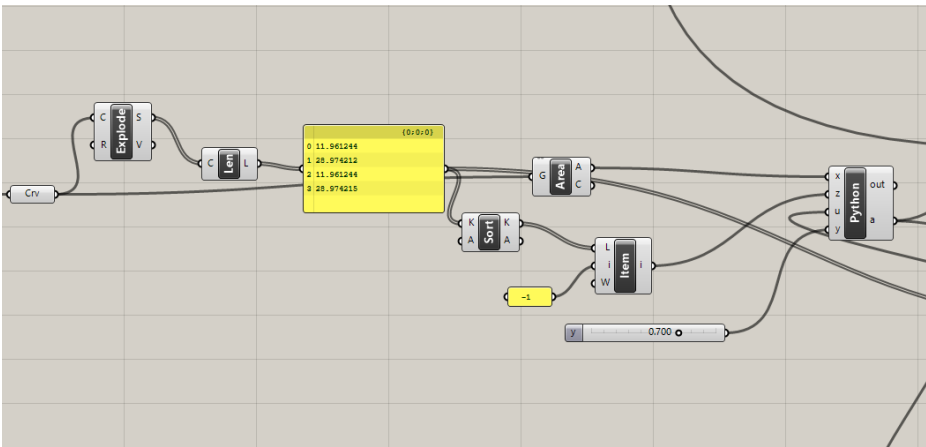 Crv
C
R
Explode
S
V
C
Len
L
{0;0;0}
0 11.961244
1 28.974212
2 11.961244
3 28.974215
K
A
Sort
K
A
G
Area
A
C
-1
L
i
W
Item
i
y
0.700
x
z
u
y
Python
out
a